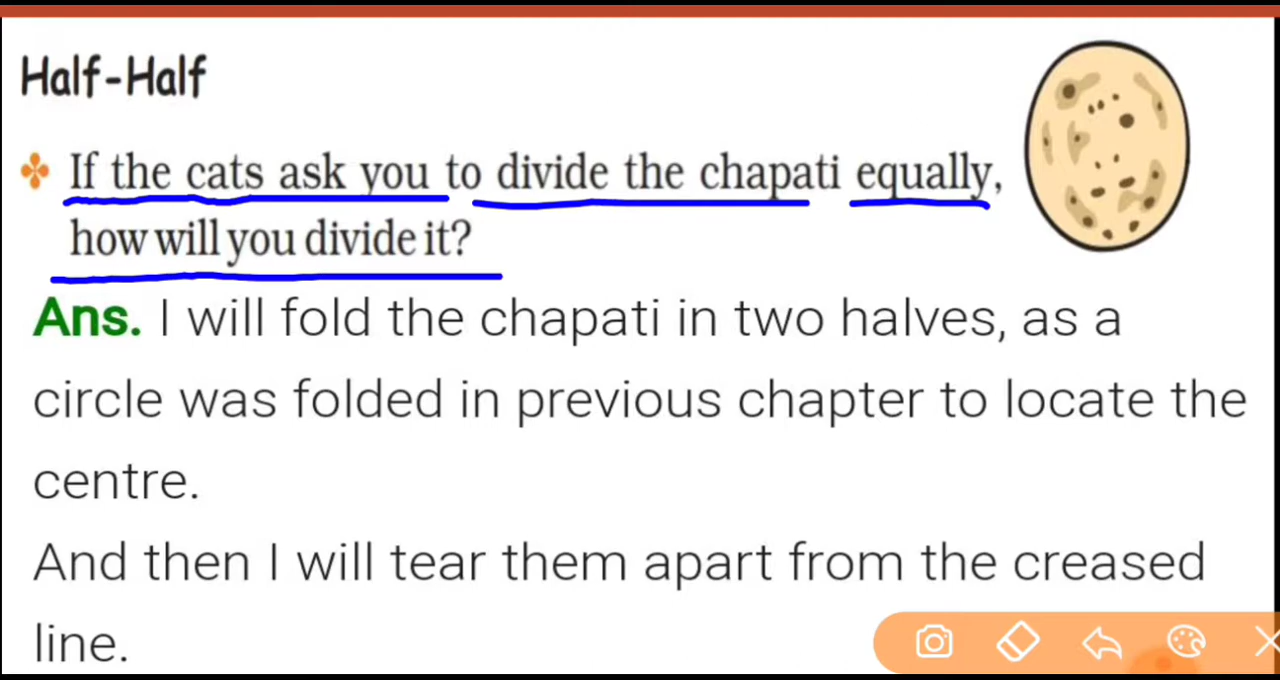 Half-Half
If the cats ask you to divide the chapati equally,
how will you divide it?
Ans. I will fold the chapati in two halves, as a
circle was folded in previous chapter to locate the
centre.
And then I will tear them apart from the creased
line.